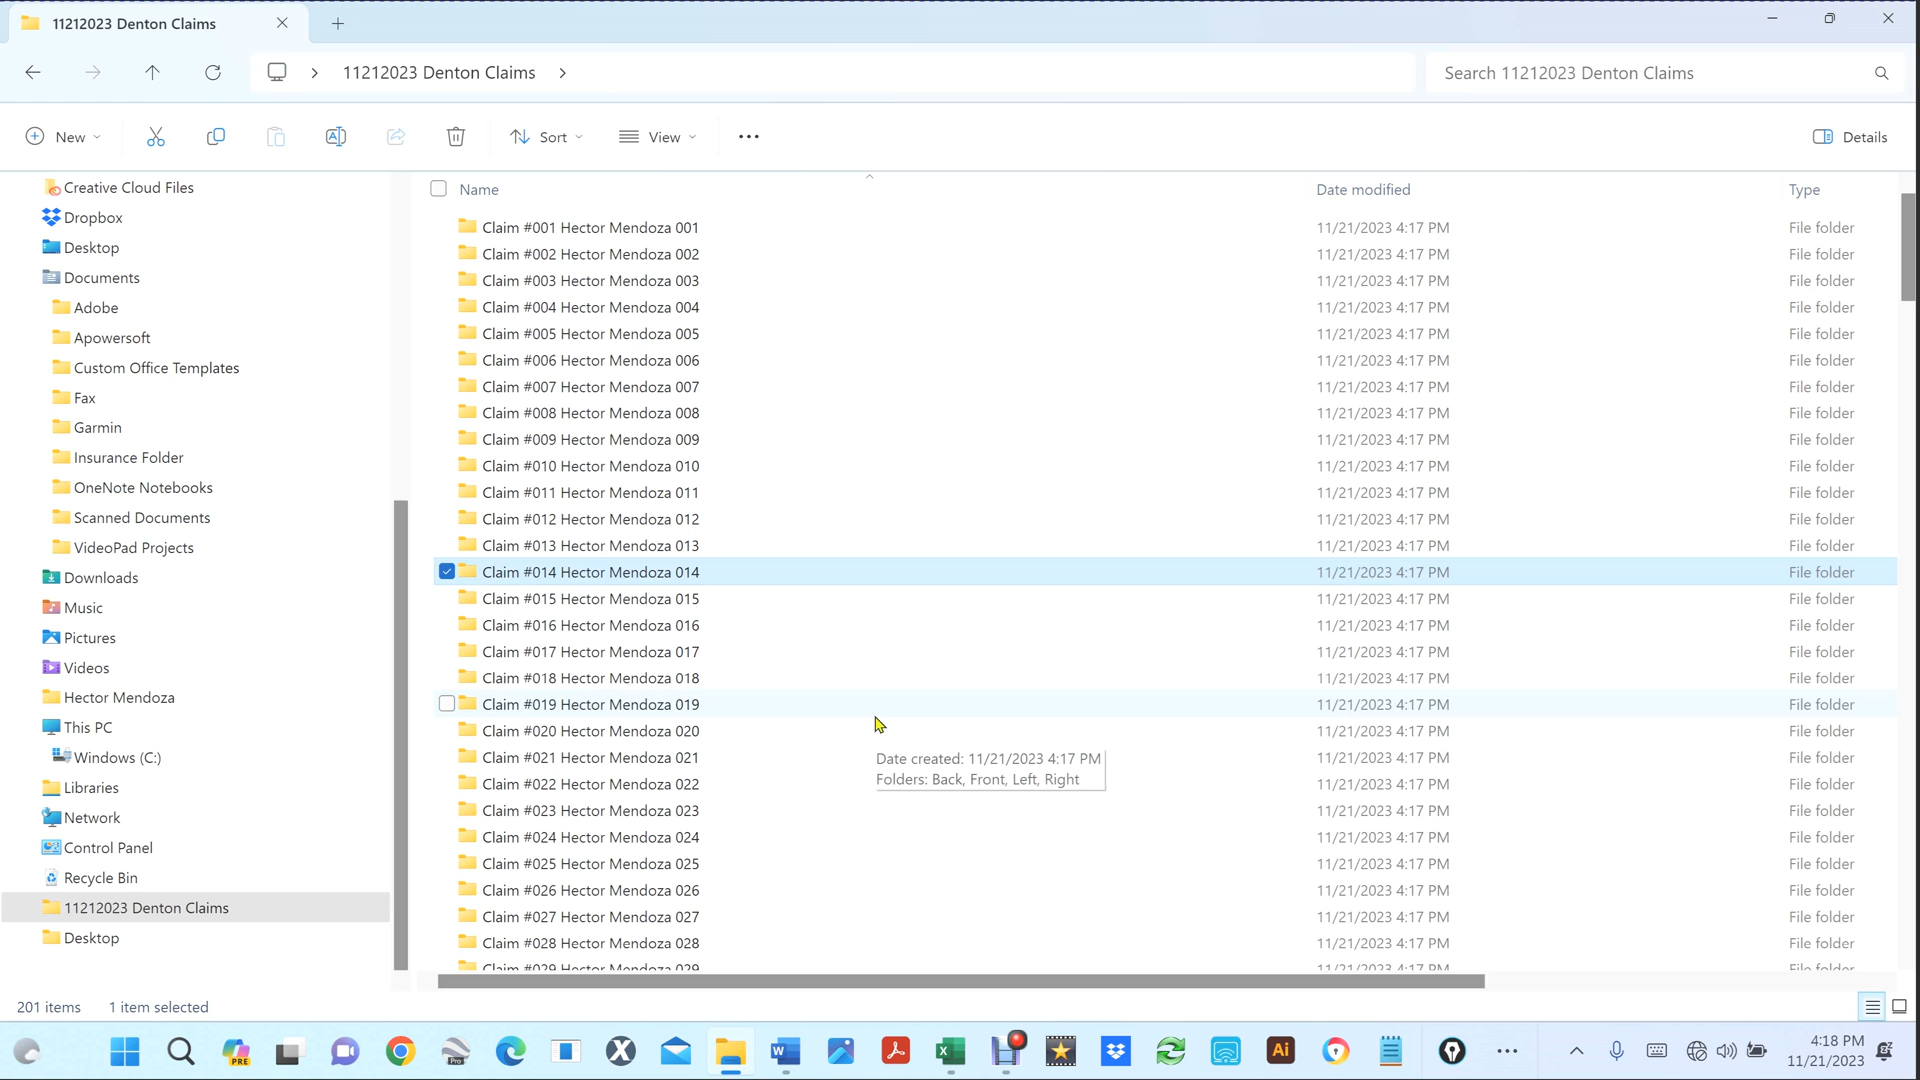 11212023 Denton Claims
11212023 Denton Claims
Search 11212023 Denton Claims
New
Sort
View
Details
Creative Cloud Files
Dropbox
Desktop
Documents
Adobe
Apowersoft
Custom Office Templates
Fax
Garmin
Insurance Folder
OneNote Notebooks
Scanned Documents
VideoPad Projects
Downloads
Music
Pictures
Videos
Hector Mendoza
This PC
Windows (C:)
Libraries
Network
Control Panel
Recycle Bin
11212023 Denton Claims
Desktop
Name Date modified Type
Claim #001 Hector Mendoza 001 11/21/2023 4:17 PM File folder
Claim #002 Hector Mendoza 002 11/21/2023 4:17 PM File folder
Claim #003 Hector Mendoza 003 11/21/2023 4:17 PM File folder
Claim #004 Hector Mendoza 004 11/21/2023 4:17 PM File folder
Claim #005 Hector Mendoza 005 11/21/2023 4:17 PM File folder
Claim #006 Hector Mendoza 006 11/21/2023 4:17 PM File folder
Claim #007 Hector Mendoza 007 11/21/2023 4:17 PM File folder
Claim #008 Hector Mendoza 008 11/21/2023 4:17 PM File folder
Claim #009 Hector Mendoza 009 11/21/2023 4:17 PM File folder
Claim #010 Hector Mendoza 010 11/21/2023 4:17 PM File folder
Claim #011 Hector Mendoza 011 11/21/2023 4:17 PM File folder
Claim #012 Hector Mendoza 012 11/21/2023 4:17 PM File folder
Claim #013 Hector Mendoza 013 11/21/2023 4:17 PM File folder
Claim #014 Hector Mendoza 014 11/21/2023 4:17 PM File folder
Claim #015 Hector Mendoza 015 11/21/2023 4:17 PM File folder
Claim #016 Hector Mendoza 016 11/21/2023 4:17 PM File folder
Claim #017 Hector Mendoza 017 11/21/2023 4:17 PM File folder
Claim #018 Hector Mendoza 018 11/21/2023 4:17 PM File folder
Claim #019 Hector Mendoza 019 11/21/2023 4:17 PM File folder
Claim #020 Hector Mendoza 020 11/21/2023 4:17 PM File folder
Claim #021 Hector Mendoza 021 11/21/2023 4:17 PM File folder
Claim #022 Hector Mendoza 022 11/21/2023 4:17 PM File folder
Claim #023 Hector Mendoza 023 11/21/2023 4:17 PM File folder
Claim #024 Hector Mendoza 024 11/21/2023 4:17 PM File folder
Claim #025 Hector Mendoza 025 11/21/2023 4:17 PM File folder
Claim #026 Hector Mendoza 026 11/21/2023 4:17 PM File folder
Claim #027 Hector Mendoza 027 11/21/2023 4:17 PM File folder
Claim #028 Hector Mendoza 028 11/21/2023 4:17 PM File folder
Claim #029 Hector Mendoza 029 11/21/2023 4:17 PM File folder
Date created: 11/21/2023 4:17 PM
Folders: Back, Front, Left, Right
201 items 1 item selected
PRE
Pro
W
X
Ai
4:18 PM
11/21/2023